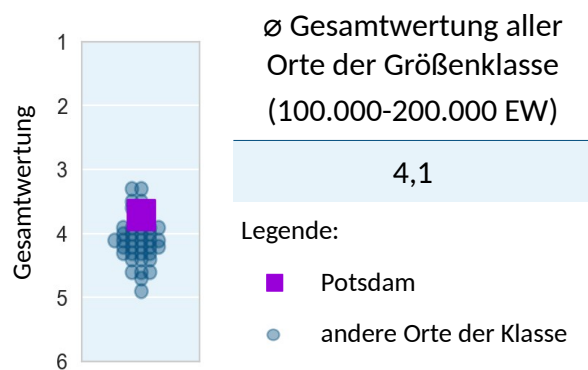 Gesamtwertung
1
2
3
4
5
6
⌀ Gesamtwertung aller
Orte der Größenklasse
(100.000-200.000 EW)
4,1
Legende:
Potsdam
andere Orte der Klasse